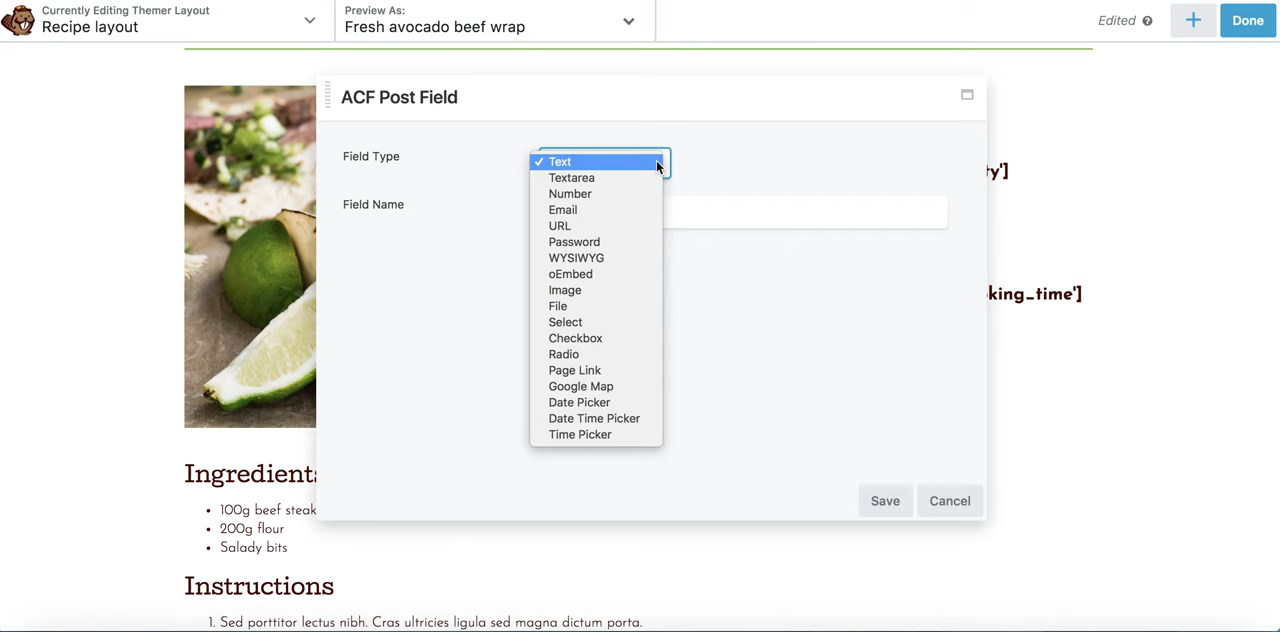 Currently Editing Themer Layout
Recipe layout
Preview As:
Fresh avocado beef wrap
Edited
Done
ACF Post Field
Field Type
Text
Textarea
Number
Email
URL
Password
WYSIWYG
oEmbed
Image
File
Select
Checkbox
Radio
Page Link
Google Map
Date Picker
Date Time Picker
Time Picker
Field Name
Save
Cancel
ty']
king_time']
Ingredients
100g beef steak
200g flour
Salady bits
Instructions
1. Sed porttitor lectus nibh. Cras ultricies ligula sed magna dictum porta.